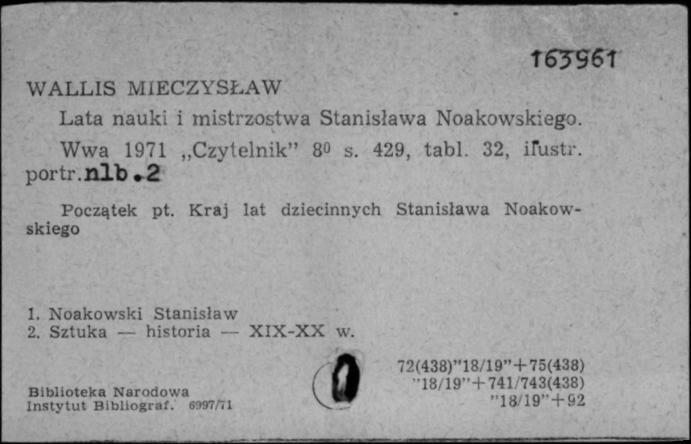 163961
WALLIS MIECZYSŁAW
Lata nauki i mistrzostwa Stanisława Noakowskiego.
Wwa 1971 „Czytelnik” 8⁰ s. 429, tabl. 32, ilustr.
portr.nlb.2
Początek pt. Kraj lat dziecinnych Stanisława Noakow-
skiego
1. Noakowski Stanisław
2. Sztuka — historia — XIX-XX w.
72(438)"18/19"+75(438)
"18/19"+741/743(438)
"18/19"+92
Biblioteka Narodowa
Instytut Bibliograf. 6997/71